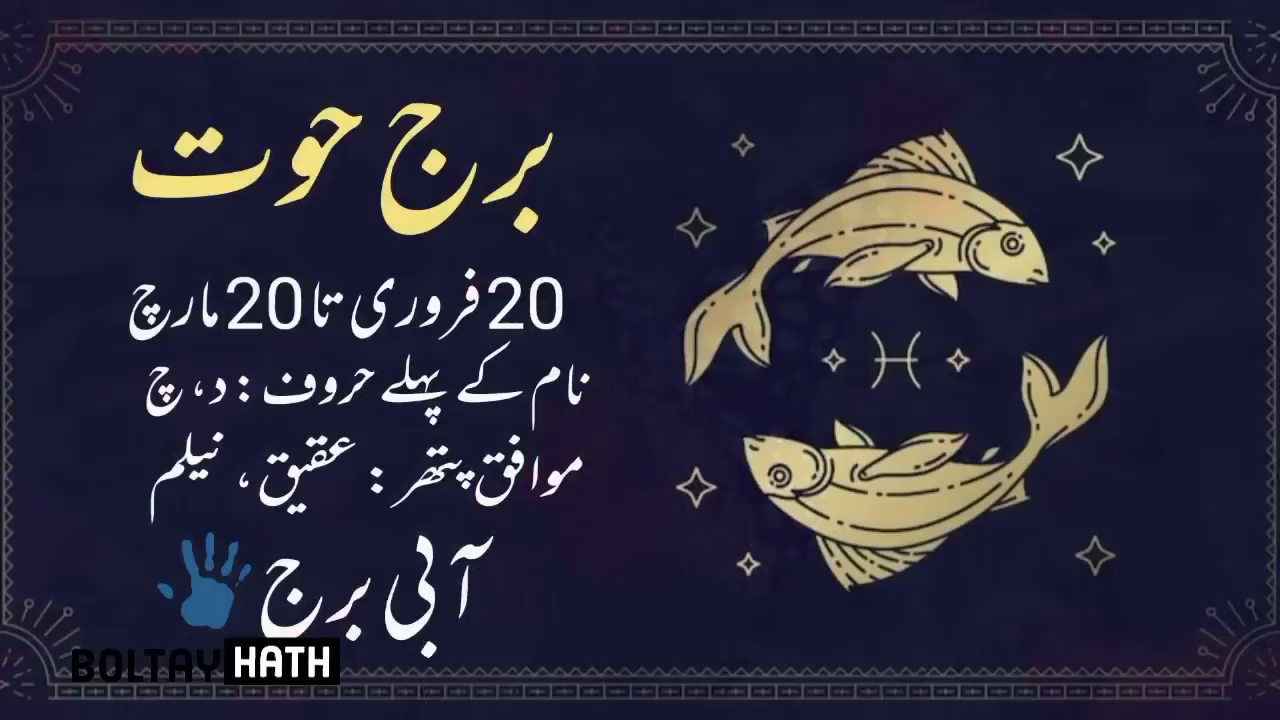 برج حوت
20 فروری تا 20 مارچ
نام کے پہلے حروف : د، چ
موافق پتھر : عقیق، نیلم
آبی برج
BOLTAY HATH